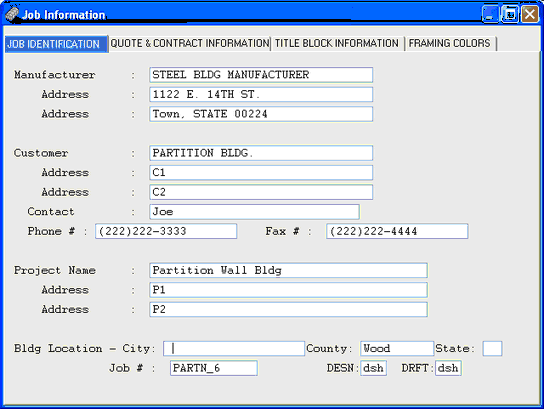 Job Information
JOB IDENTIFICATION QUOTE & CONTRACT INFORMATION TITLE BLOCK INFORMATION FRAMING COLORS
Manufacturer : STEEL BLDG MANUFACTURER
Address : 1122 E. 14TH ST.
Address : Town, STATE 00224
Customer : PARTITION BLDG.
Address : C1
Address : C2
Contact : Joe
Phone # : (222)222-3333 Fax # : (222)222-4444
Project Name : Partition Wall Bldg
Address : P1
Address : P2
Bldg Location - City: County: Wood State:
Job # : PARTN_6 DESN: dsh DRFT: dsh